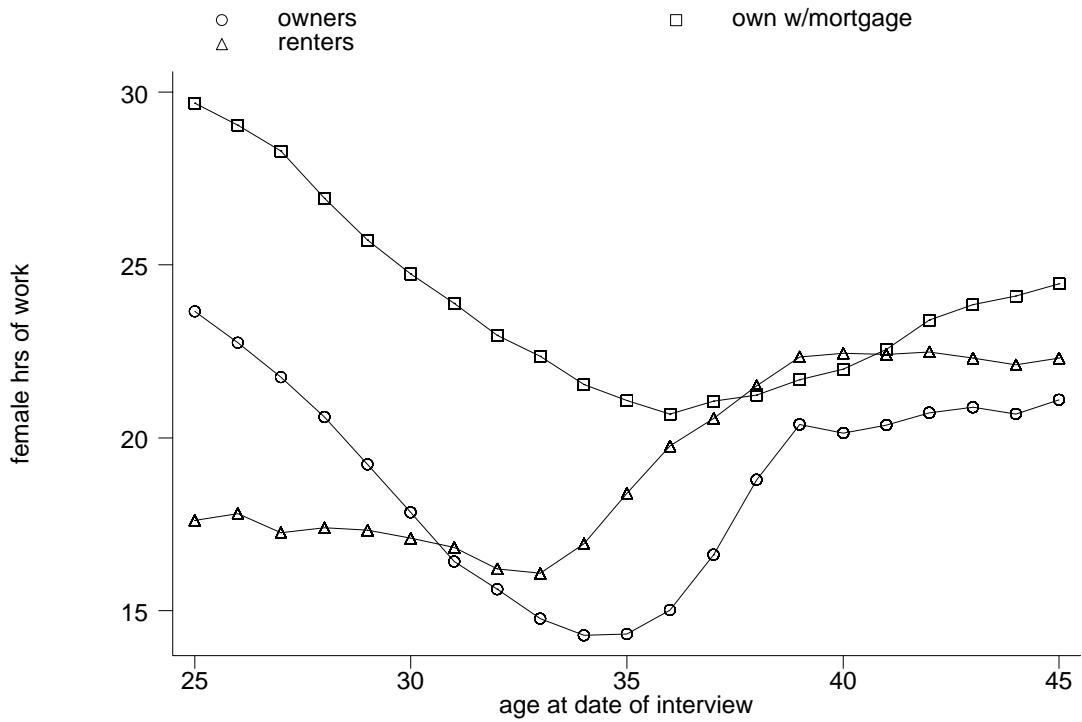 owners
own w/mortgage
renters
female hrs of work
30
25
20
15
25
30
35
40
45
age at date of interview